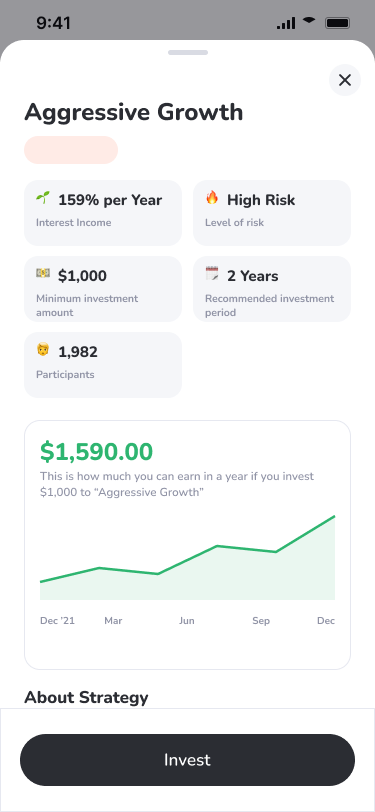 9:41
Aggressive Growth
159% per Year
Interest Income
High Risk
Level of risk
$1,000
Minimum investment
amount
2 Years
Recommended investment
period
1,982
Participants
$1,590.00
This is how much you can earn in a year if you invest
$1,000 to “Aggressive Growth”
Dec '21 Mar Jun Sep Dec
About Strategy
Invest